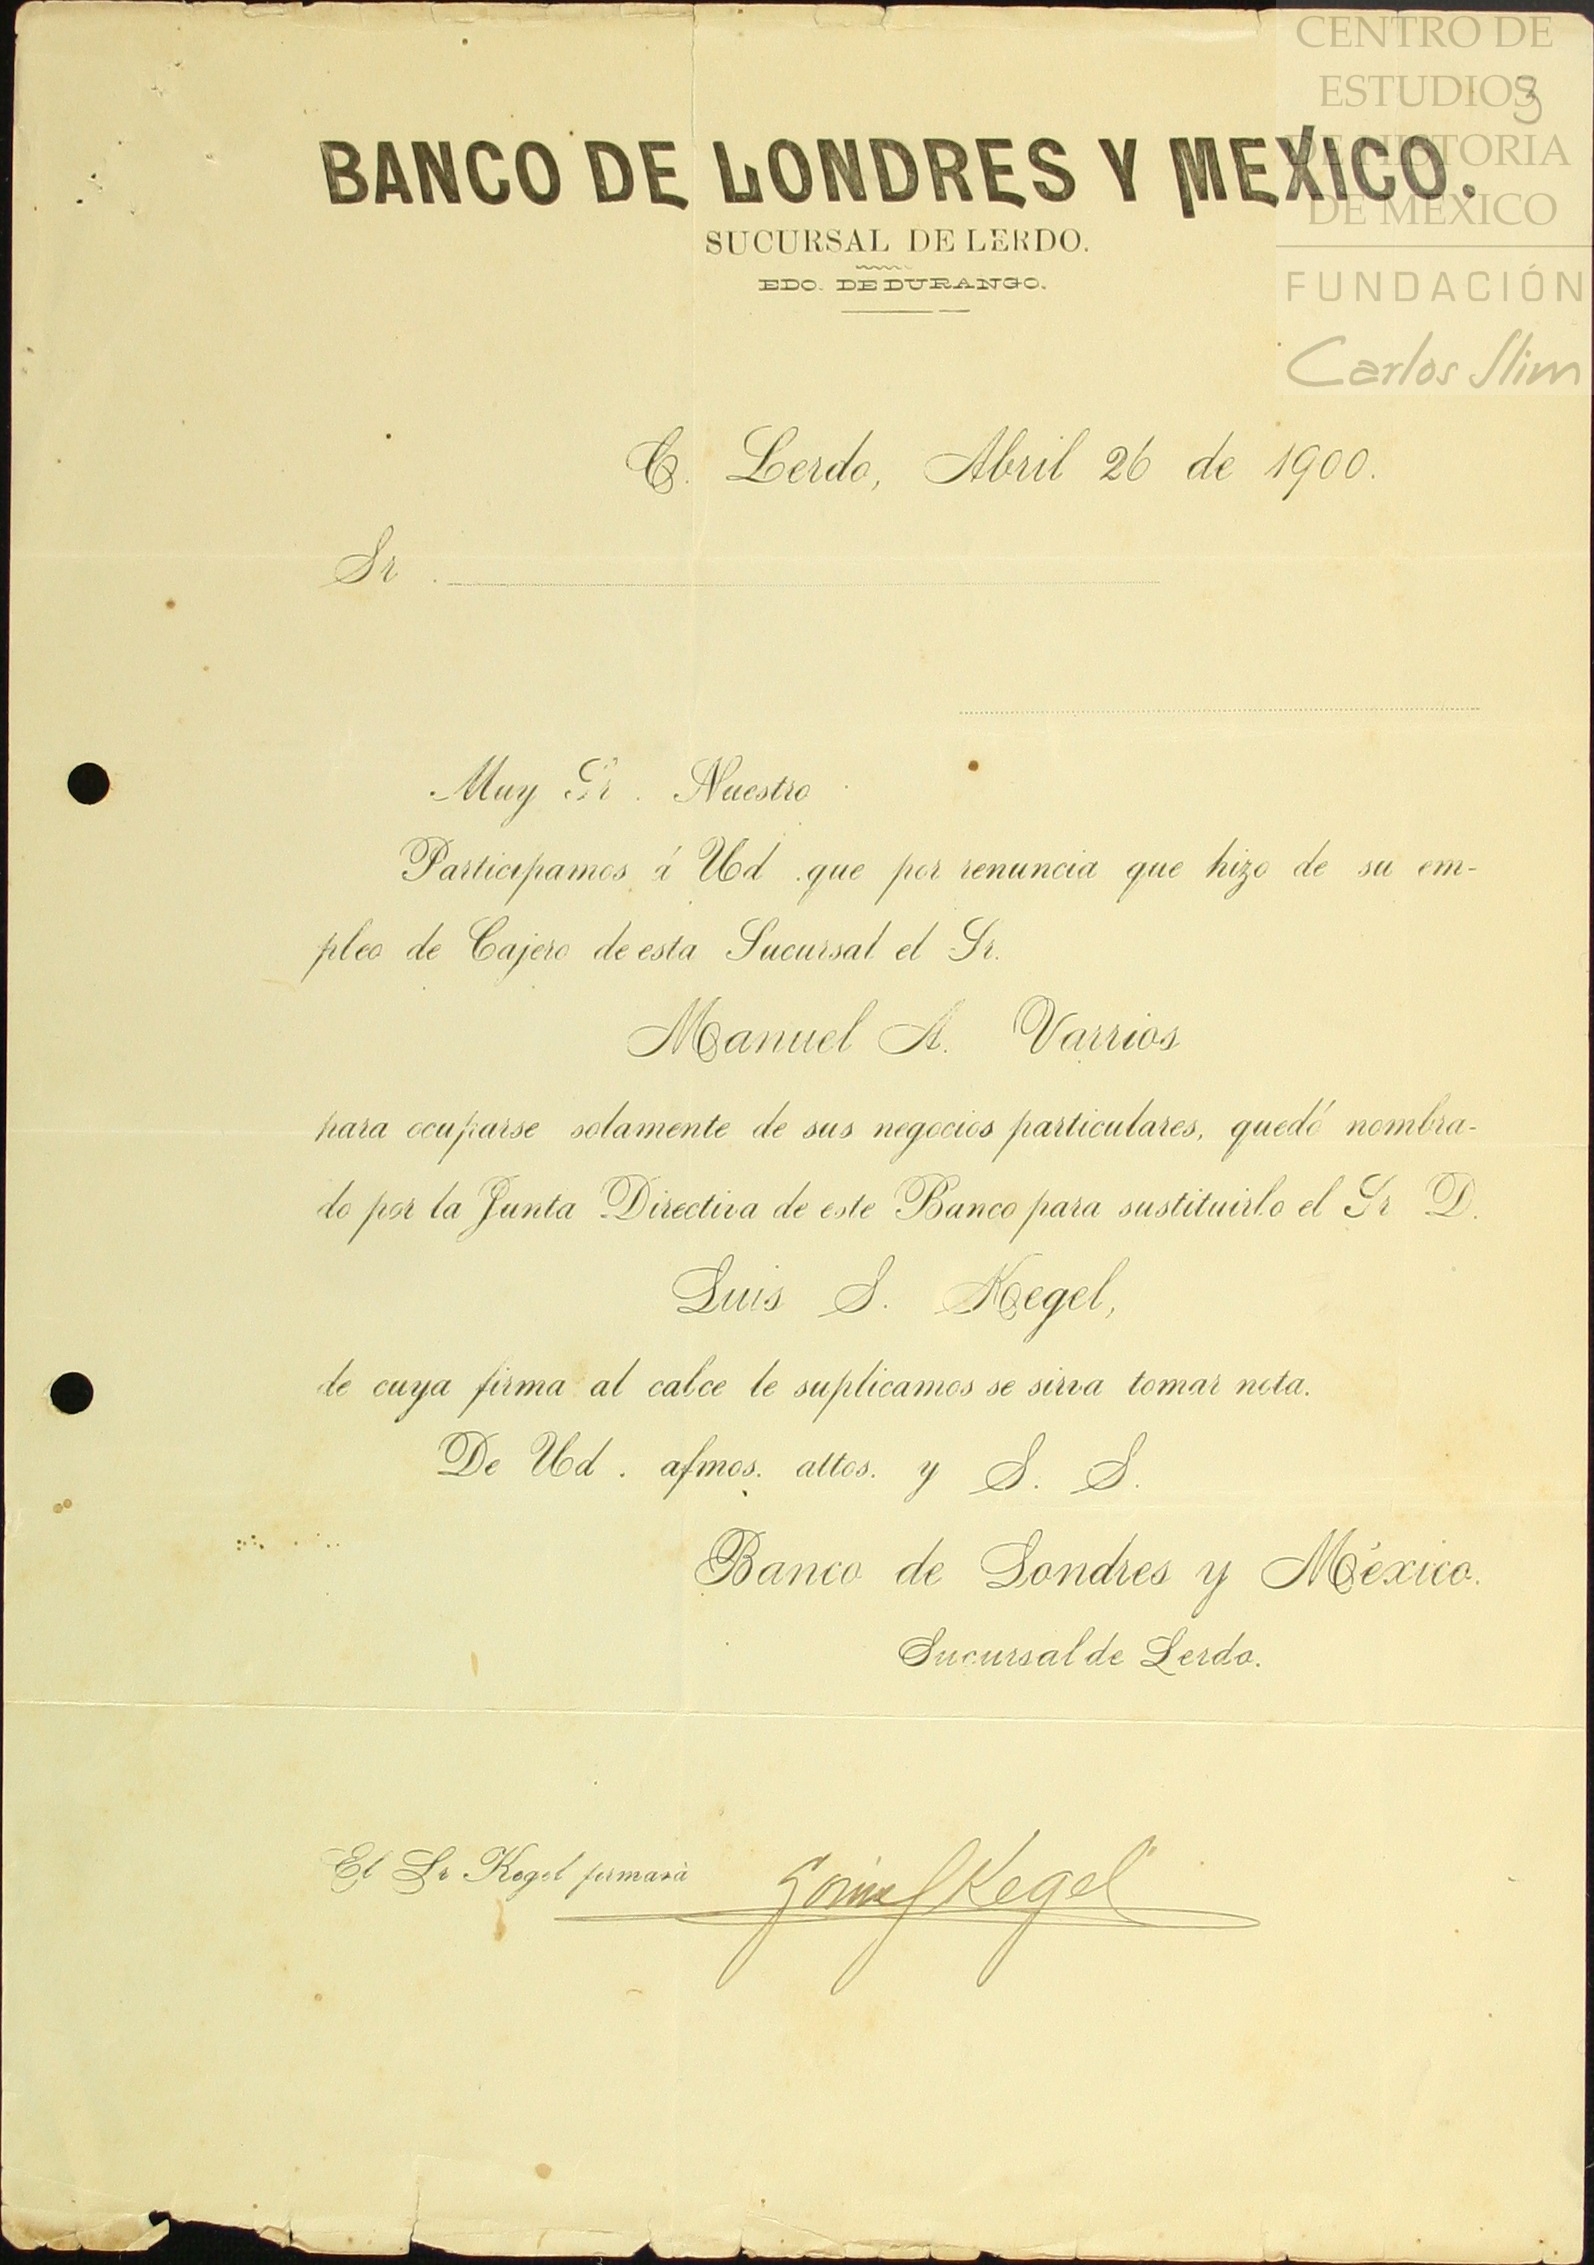 CENTRO DE
ESTUDIOS
3
DE HISTORIA
DE MÉXICO
FUNDACIÓN
Carlos Slim
BANCO DE LONDRES Y MEXICO.
SUCURSAL DE LERDO.
EDO. DE DURANGO.
C. Lerdo, Abril 26 de 1900.
Sr.
Muy Sr. Nuestro
Participamos á Ud. que por renuncia que hizo de su em-
pleo de Cajero de esta Sucursal el Sr.
Manuel A. Varrios
para ocuparse solamente de sus negocios particulares, quedó nombra-
do por la Junta Directiva de este Banco para sustituirlo el Sr D.
Luis S. Kegel,
de cuya firma al calce le suplicamos se sirva tomar nota.
De Ud. afmos. attos. y S. S.
Banco de Londres y México.
Sucursal de Lerdo.
El Sr Kegel firmará
Kegel